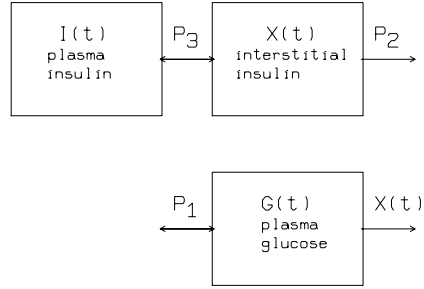 I(t)
plasma
insulin
P3
X(t)
interstitial
insulin
P2
P1
G(t)
plasma
glucose
X(t)